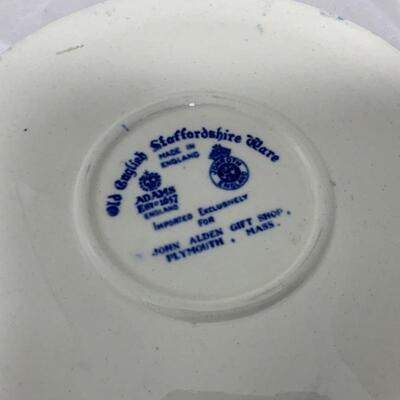 Old English Staffordshire Ware
MADE IN
ENGLAND
ADAMS
ESTD 1657
ENGLAND
ENGLAND
IMPORTED EXCLUSIVELY
FOR
JOHN ALDEN GIFT SHOP,
PLYMOUTH, MASS.